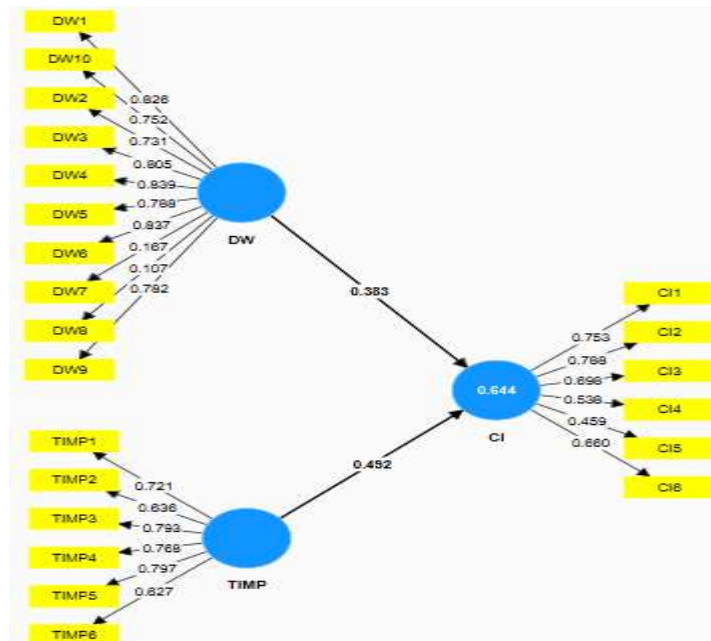 DW1
DW10
DW2
DW3
DW4
DW5
DW6
DW7
DW8
DW9
0.826
0.752
0.731
0.805
0.839
0.788
0.837
0.167
0.107
0.782
DW
0.383
CI1
CI2
CI3
CI4
CI5
CI6
0.753
0.788
0.698
0.538
0.459
0.660
0.644
CI
0.492
TIMP1
TIMP2
TIMP3
TIMP4
TIMP5
TIMP6
0.721
0.636
0.793
0.768
0.797
0.627
TIMP